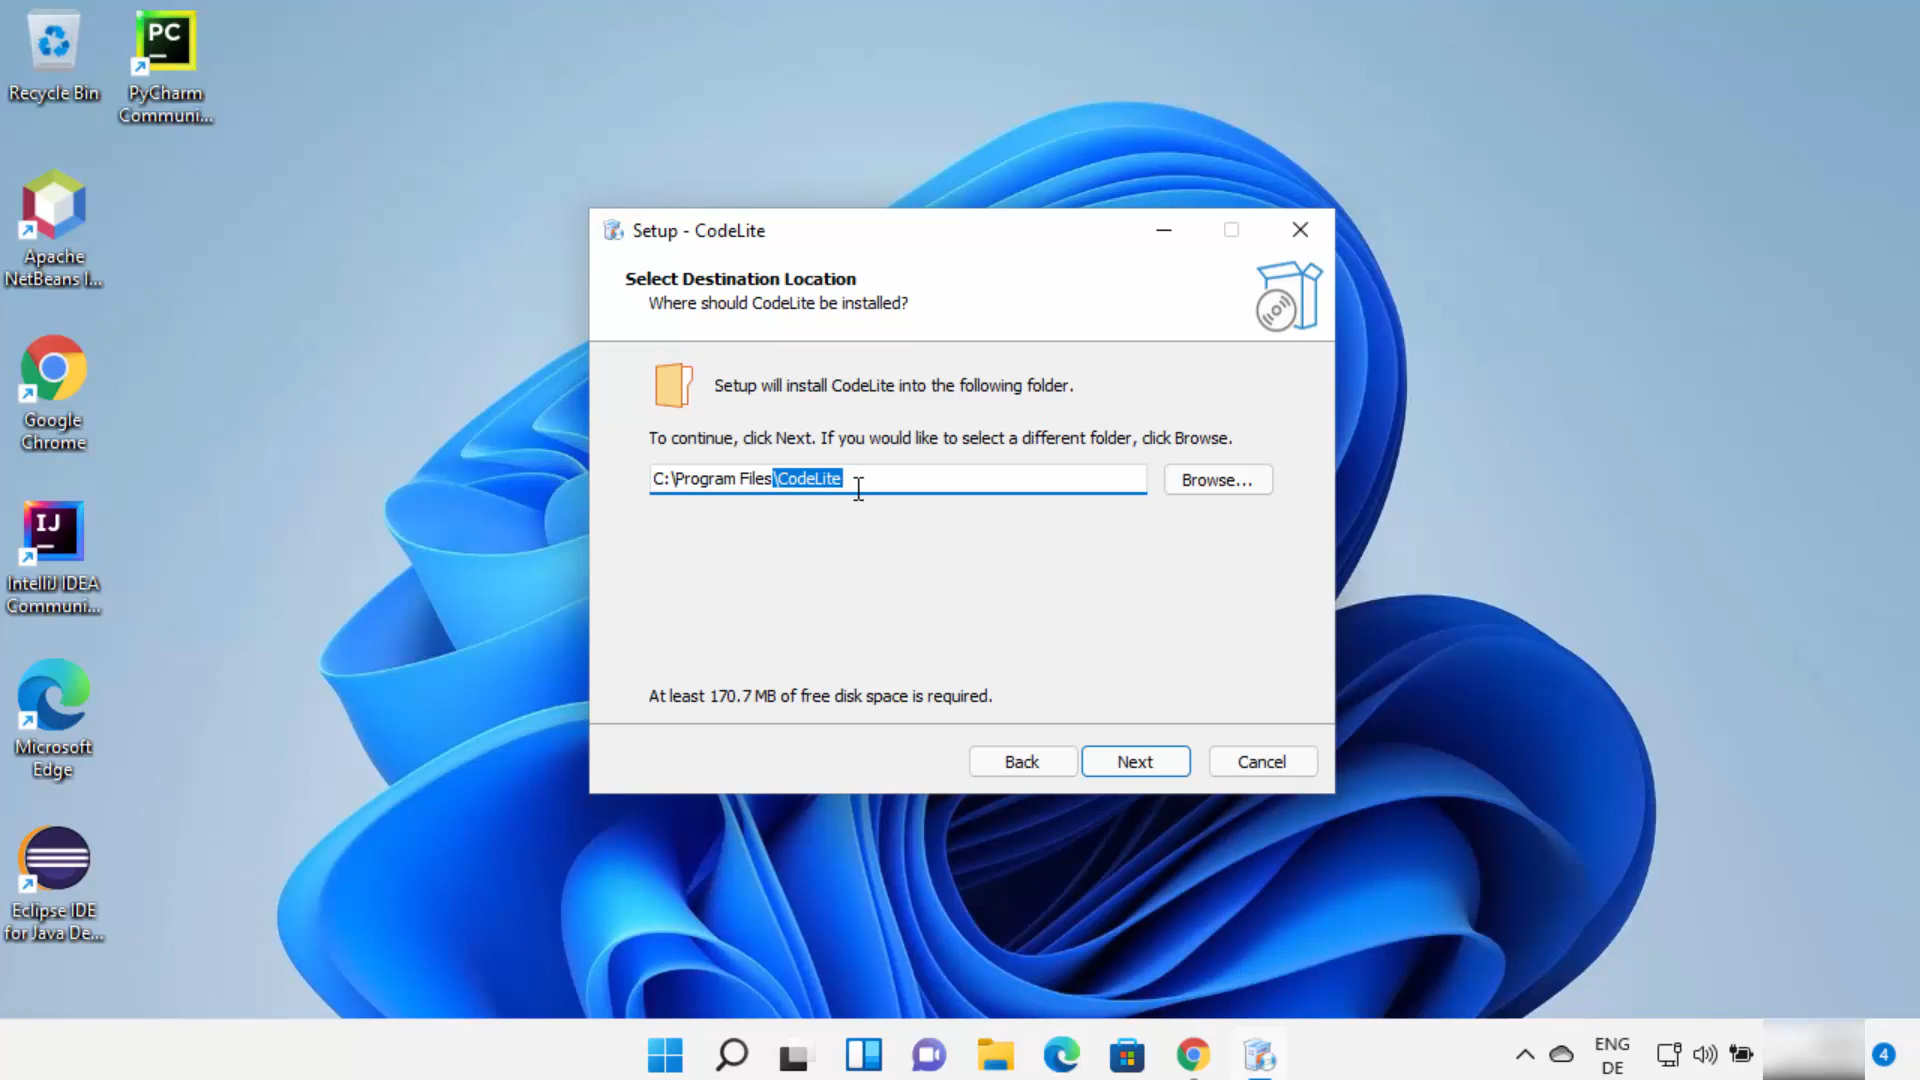 Recycle Bin
PC
PyCharm
Communi...
Apache
NetBeans I...
Google
Chrome
IJ
IntelliJ IDEA
Communi...
Microsoft
Edge
Eclipse IDE
for Java De...
Setup - CodeLite
Select Destination Location
Where should CodeLite be installed?
Setup will install CodeLite into the following folder.
To continue, click Next. If you would like to select a different folder, click Browse.
C:\Program Files\CodeLite
Browse...
At least 170.7 MB of free disk space is required.
Back
Next
Cancel
ENG
DE
4